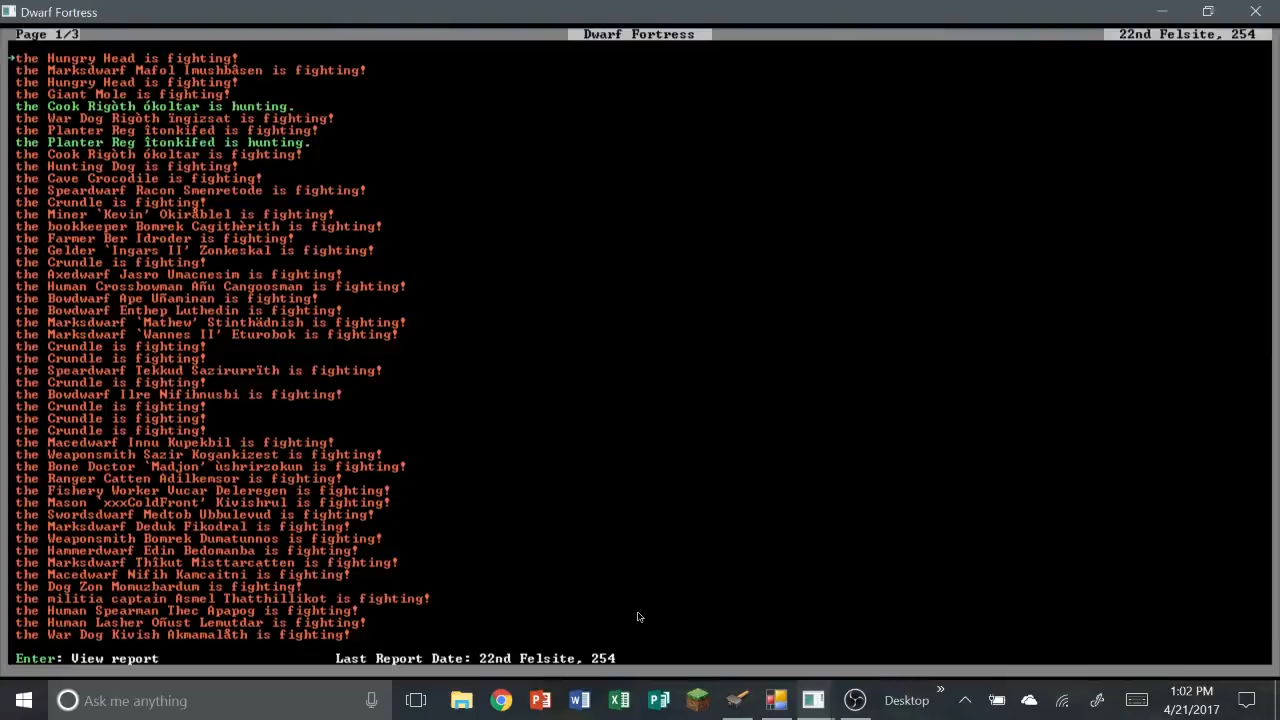 Dwarf Fortress
Page 1/3
Dwarf Fortress
22nd Felsite, 254
the Hungry Head is fighting!
the Marksdwarf Mafol Imushbâsen is fighting!
the Hungry Head is fighting!
the Giant Mole is fighting!
the Cook Rigòth ókoltar is hunting.
the War Dog Rigòth ïngizsat is fighting!
the Planter Reg îtonkifed is fighting!
the Planter Reg îtonkifed is hunting.
the Cook Rigòth ókoltar is fighting!
the Hunting Dog is fighting!
the Cave Crocodile is fighting!
the Speardwarf Racon Smenretode is fighting!
the Crundle is fighting!
the Miner `Kevin' Okiråblel is fighting!
the bookkeeper Bomrek Cagithèrith is fighting!
the Farmer Ber Idroder is fighting!
the Gelder `Ingars II' Zonkeskal is fighting!
the Crundle is fighting!
the Axedwarf Jasro Umacnesim is fighting!
the Human Crossbowman Añu Cangoosman is fighting!
the Bowdwarf Ape Uñaminan is fighting!
the Bowdwarf Enthep Luthedin is fighting!
the Marksdwarf `Mathew' Stinthädnish is fighting!
the Marksdwarf `Wannes II' Eturobok is fighting!
the Crundle is fighting!
the Crundle is fighting!
the Speardwarf Tekkud Sazirurrïth is fighting!
the Crundle is fighting!
the Bowdwarf Ilre Nifihnusbi is fighting!
the Crundle is fighting!
the Crundle is fighting!
the Crundle is fighting!
the Macedwarf Innu Kupekbil is fighting!
the Weaponsmith Sazir Kogankizest is fighting!
the Bone Doctor `Madjon' ùshrirzokun is fighting!
the Ranger Catten Adilkemsor is fighting!
the Fishery Worker Vucar Deleregen is fighting!
the Mason `xxxColdFront' Kivishrul is fighting!
the Swordsdwarf Medtob Ubbulevud is fighting!
the Marksdwarf Deduk Fikodral is fighting!
the Weaponsmith Bomrek Dumatunnos is fighting!
the Hammerdwarf Edin Bedomanba is fighting!
the Marksdwarf Thîkut Misttarcatten is fighting!
the Macedwarf Nifih Kamcaitni is fighting!
the Dog Zon Momuzbardum is fighting!
the militia captain Asmel Thatthillikot is fighting!
the Human Spearman Thec Apapog is fighting!
the Human Lasher Oñust Lemutdar is fighting!
the War Dog Kivish Akmamalåth is fighting!
Enter: View report
Last Report Date: 22nd Felsite, 254
Ask me anything
Desktop
1:02 PM
4/21/2017